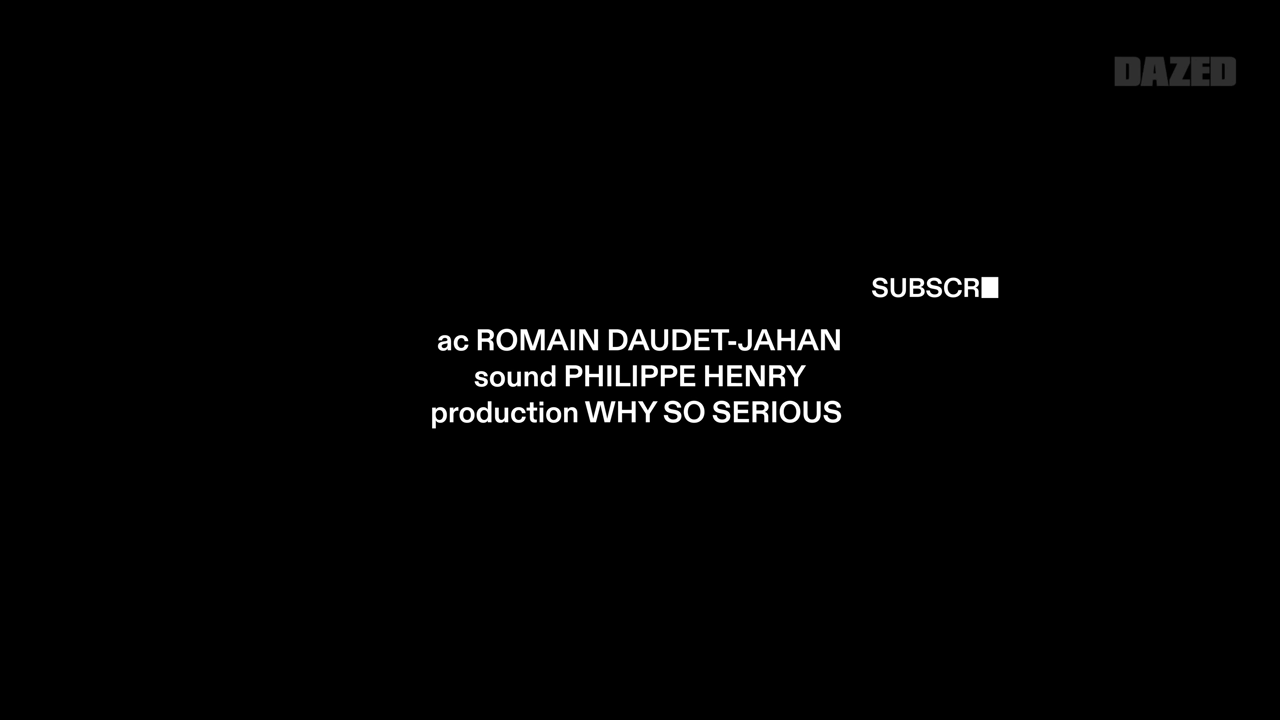 DAZED
SUBSCR
ac ROMAIN DAUDET-JAHAN
sound PHILIPPE HENRY
production WHY SO SERIOUS